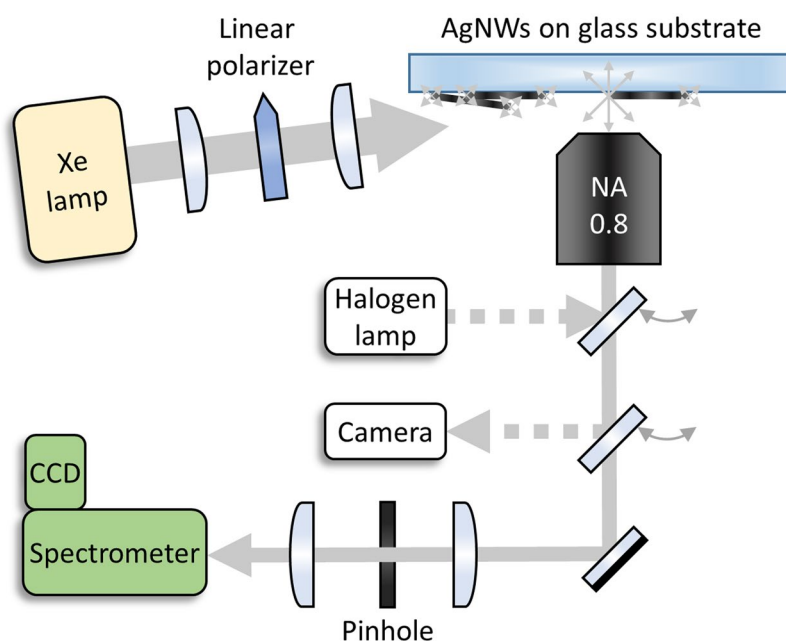 Linear
polarizer
AgNWs on glass substrate
Xe
lamp
NA
0.8
Halogen
lamp
Camera
CCD
Spectrometer
Pinhole